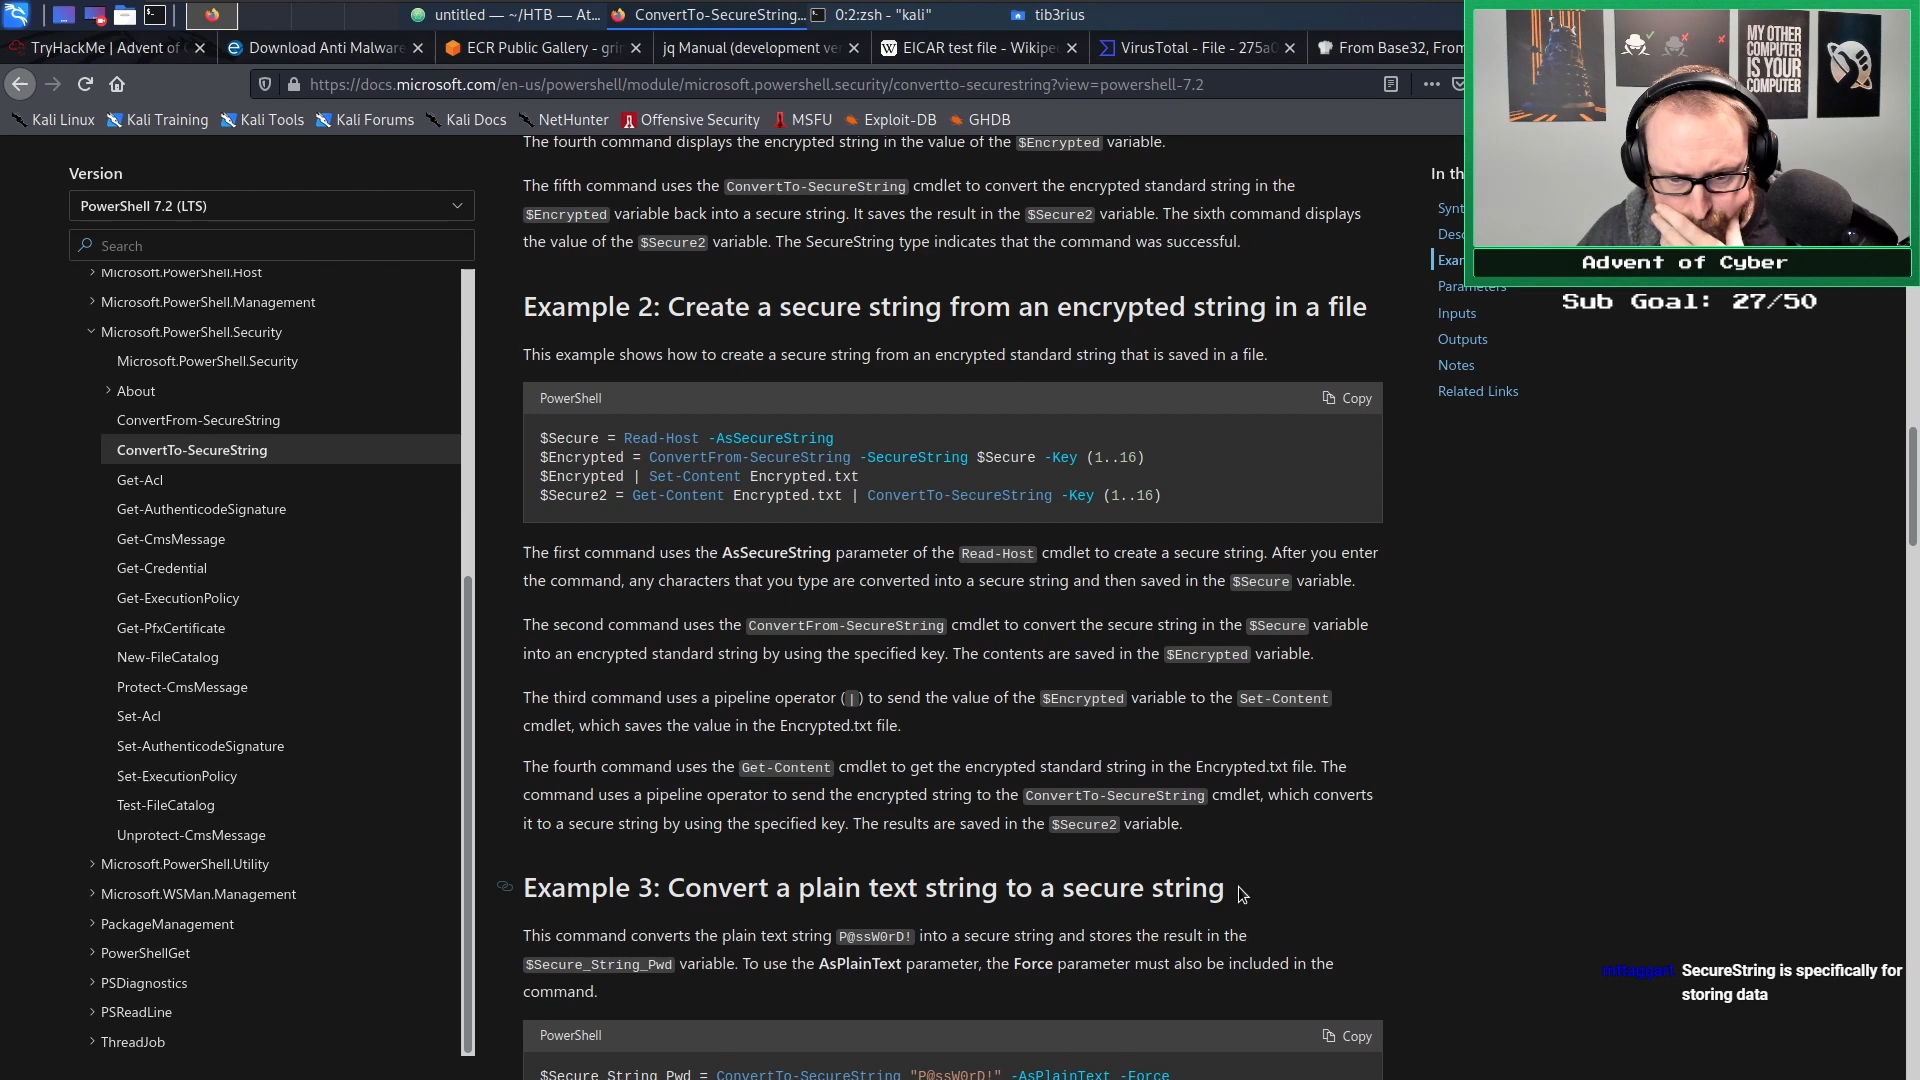 untitled — ~/HTB — At...
ConvertTo-SecureString...
0:2:zsh - "kali"
tib3rius
TryHackMe | Advent of
Download Anti Malware
ECR Public Gallery - gri
jq Manual (development ve
EICAR test file - Wikipe
VirusTotal - File - 275a
From Base32, From
https://docs.microsoft.com/en-us/powershell/module/microsoft.powershell.security/convertto-securestring?view=powershell-7.2
Kali Linux
Kali Training
Kali Tools
Kali Forums
Kali Docs
NetHunter
Offensive Security
MSFU
Exploit-DB
GHDB
MY OTHER
COMPUTER
IS YOUR
COMPUTER
Advent of Cyber
Sub Goal: 27/50
Version
PowerShell 7.2 (LTS)
Search
Microsoft.PowerShell.Host
Microsoft.PowerShell.Management
Microsoft.PowerShell.Security
Microsoft.PowerShell.Security
About
ConvertFrom-SecureString
ConvertTo-SecureString
Get-Acl
Get-AuthenticodeSignature
Get-CmsMessage
Get-Credential
Get-ExecutionPolicy
Get-PfxCertificate
New-FileCatalog
Protect-CmsMessage
Set-Acl
Set-AuthenticodeSignature
Set-ExecutionPolicy
Test-FileCatalog
Unprotect-CmsMessage
Microsoft.PowerShell.Utility
Microsoft.WSMan.Management
PackageManagement
PowerShellGet
PSDiagnostics
PSReadLine
ThreadJob
The fourth command displays the encrypted string in the value of the $Encrypted variable.
The fifth command uses the ConvertTo-SecureString cmdlet to convert the encrypted standard string in the
$Encrypted variable back into a secure string. It saves the result in the $Secure2 variable. The sixth command displays
the value of the $Secure2 variable. The SecureString type indicates that the command was successful.
Example 2: Create a secure string from an encrypted string in a file
This example shows how to create a secure string from an encrypted standard string that is saved in a file.
PowerShell
Copy
$Secure = Read-Host -AsSecureString
$Encrypted = ConvertFrom-SecureString -SecureString $Secure -Key (1..16)
$Encrypted | Set-Content Encrypted.txt
$Secure2 = Get-Content Encrypted.txt | ConvertTo-SecureString -Key (1..16)
The first command uses the AsSecureString parameter of the Read-Host cmdlet to create a secure string. After you enter
the command, any characters that you type are converted into a secure string and then saved in the $Secure variable.
The second command uses the ConvertFrom-SecureString cmdlet to convert the secure string in the $Secure variable
into an encrypted standard string by using the specified key. The contents are saved in the $Encrypted variable.
The third command uses a pipeline operator (|) to send the value of the $Encrypted variable to the Set-Content
cmdlet, which saves the value in the Encrypted.txt file.
The fourth command uses the Get-Content cmdlet to get the encrypted standard string in the Encrypted.txt file. The
command uses a pipeline operator to send the encrypted string to the ConvertTo-SecureString cmdlet, which converts
it to a secure string by using the specified key. The results are saved in the $Secure2 variable.
Example 3: Convert a plain text string to a secure string
This command converts the plain text string P@ssW0rD! into a secure string and stores the result in the
$Secure_String_Pwd variable. To use the AsPlainText parameter, the Force parameter must also be included in the
command.
PowerShell
Copy
$Secure_String_Pwd = ConvertTo-SecureString "P@ssW0rD!" -AsPlainText -Force
In th
Synt
Desc
Exar
Parameters
Inputs
Outputs
Notes
Related Links
mttaggart SecureString is specifically for
storing data